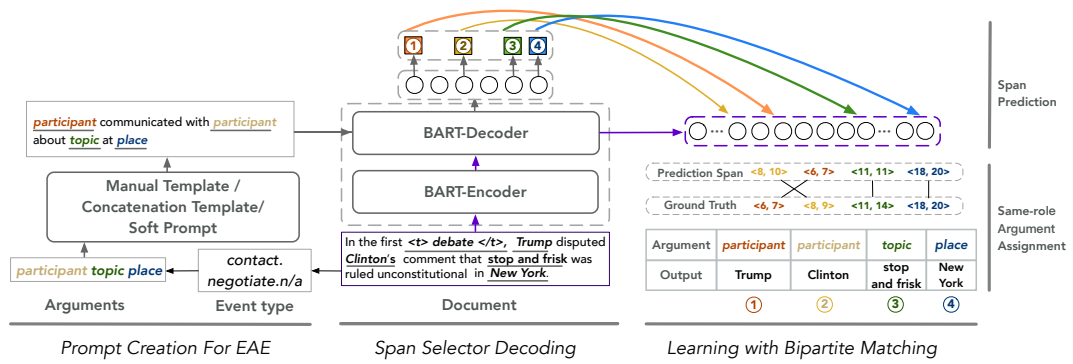 participant communicated with participant
about topic at place
Manual Template /
Concatenation Template/
Soft Prompt
participant topic place
Arguments
contact.
negotiate.n/a
Event type
Prompt Creation For EAE
1 2 3 4
BART-Decoder
BART-Encoder
In the first <t> debate </t>, Trump disputed
Clinton's comment that stop and frisk was
ruled unconstitutional in New York.
Document
Span Selector Decoding
... ...
Prediction Span <8, 10> <6, 7> <11, 11> <18, 20>
Ground Truth <6, 7> <8, 9> <11, 14> <18, 20>
Argument participant participant topic place
Output Trump Clinton stop and frisk New York
1 2 3 4
Learning with Bipartite Matching
Span
Prediction
Same-role
Argument
Assignment